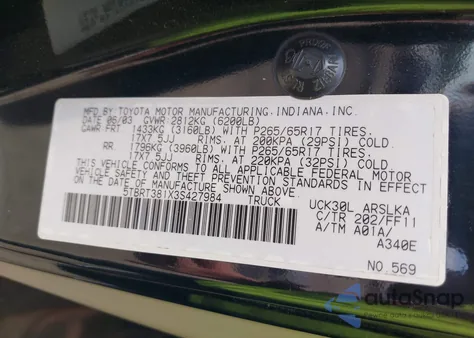 MFD.BY TOYOTA MOTOR MANUFACTURING,INDIANA,INC.
DATE 06/03 GVWR 2812KG (6200LB)
GAWR FRT 1433KG (3160LB) WITH P265/65R17 TIRES.
17X7.5JJ RIMS. AT 200KPA (29PSI) COLD.
RR 1796KG (3960LB) WITH P265/65R17 TIRES.
17X7.5JJ RIMS. AT 220KPA (32PSI) COLD.
THIS VEHICLE CONFORMS TO ALL APPLICABLE FEDERAL MOTOR
VEHICLE SAFETY AND THEFT PREVENTION STANDARDS IN EFFECT
ON THE DATE OF MANUFACTURE SHOWN ABOVE.
5TBRT381X3S427984 TRUCK
UCK30L ARSLKA
C/TR 202/FF11
A/TM A01A/
A340E
NO.569
autoSnap